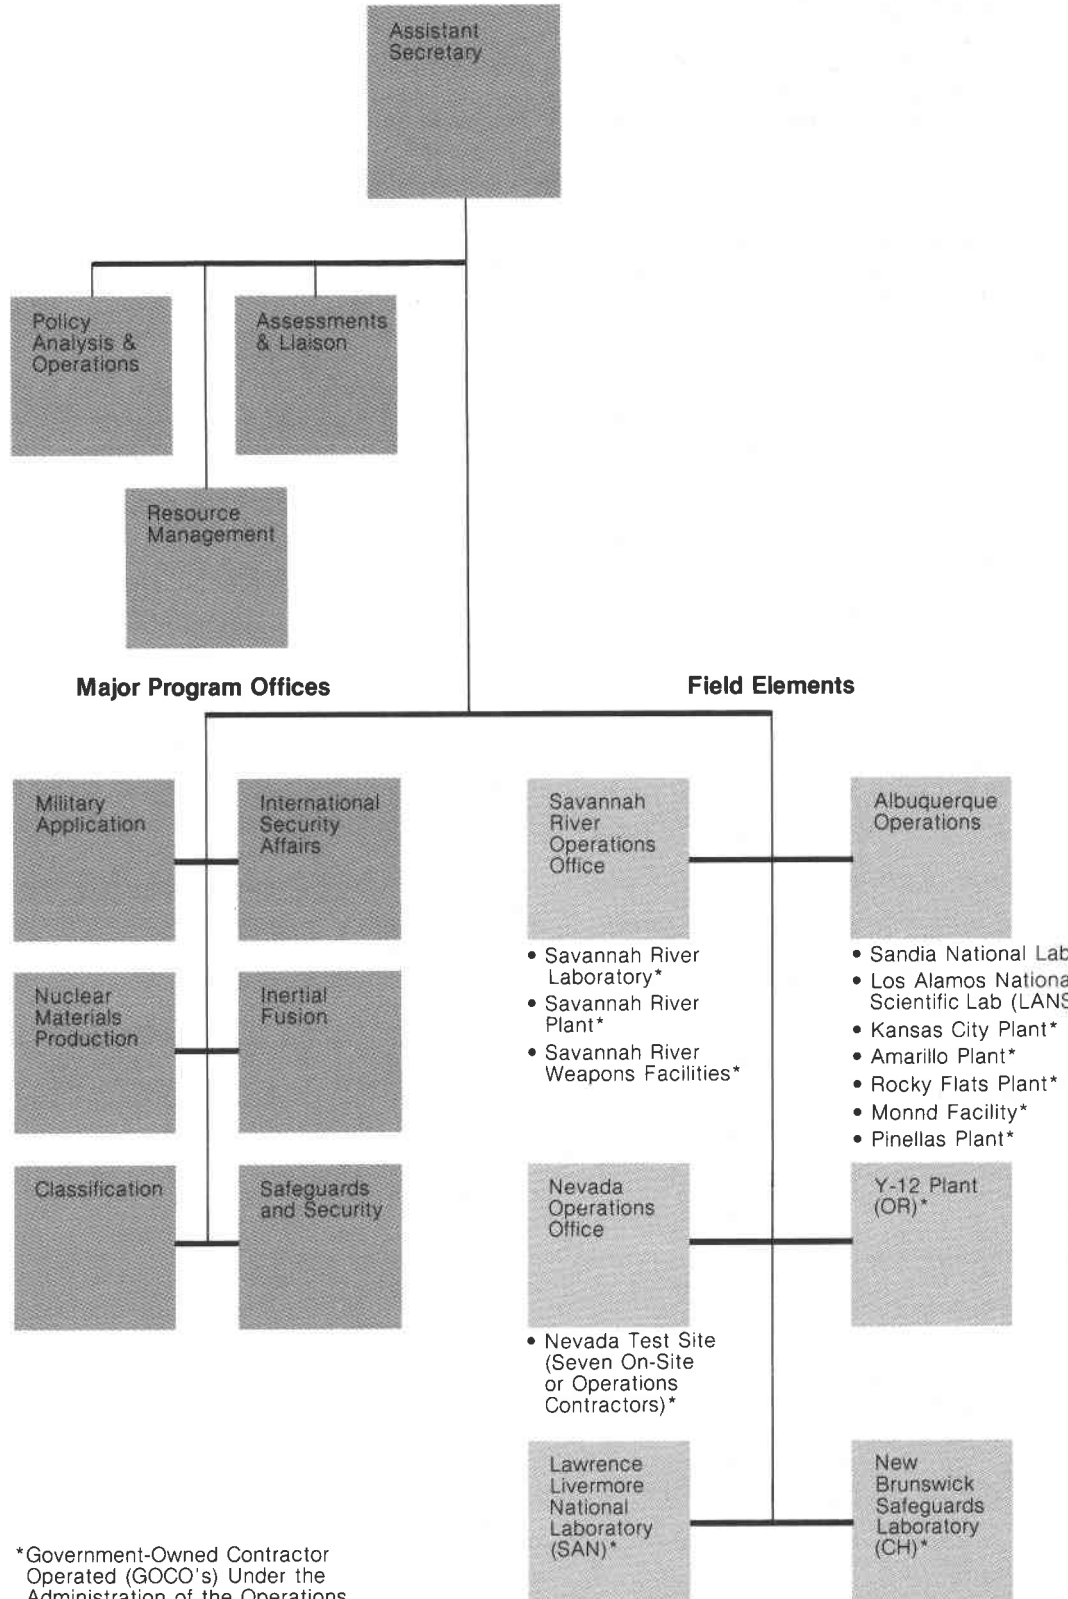 Assistant
Secretary
Policy
Analysis &
Operations
Assessments
& Liaison
Resource
Management
Major Program Offices
Field Elements
Military
Application
International
Security
Affairs
Nuclear
Materials
Production
Inertial
Fusion
Classification
Safeguards
and Security
Savannah
River
Operations
Office
• Savannah River
Laboratory*
• Savannah River
Plant*
• Savannah River
Weapons Facilities*
Albuquerque
Operations
• Sandia National Lab
• Los Alamos Nationa
Scientific Lab (LANS
• Kansas City Plant*
• Amarillo Plant*
• Rocky Flats Plant*
• Monnd Facility*
• Pinellas Plant*
Nevada
Operations
Office
• Nevada Test Site
(Seven On-Site
or Operations
Contractors)*
Y-12 Plant
(OR)*
Lawrence
Livermore
National
Laboratory
(SAN)*
New
Brunswick
Safeguards
Laboratory
(CH)*
*Government-Owned Contractor
Operated (GOCO's) Under the
Administration of the Operations